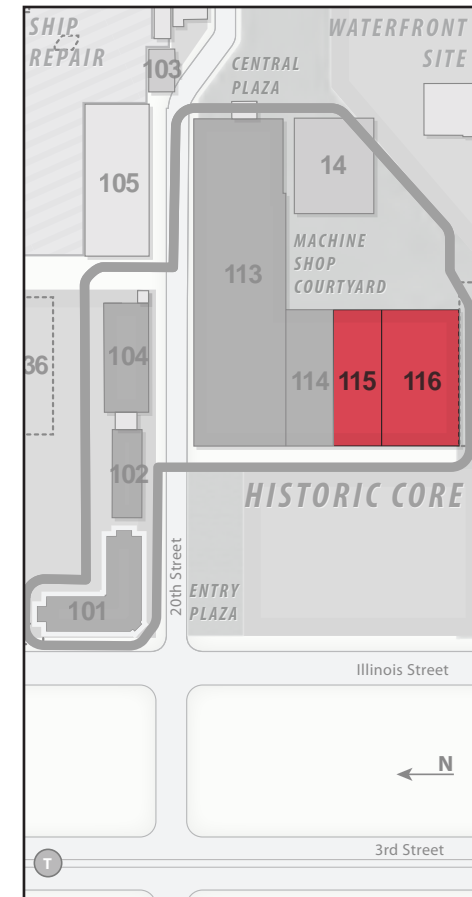 SHIP
REPAIR
WATERFRONT
SITE
103
CENTRAL
PLAZA
105
14
MACHINE
SHOP
COURTYARD
113
36
104
114
115
116
102
HISTORIC CORE
20th Street
ENTRY
PLAZA
101
Illinois Street
N
3rd Street
T